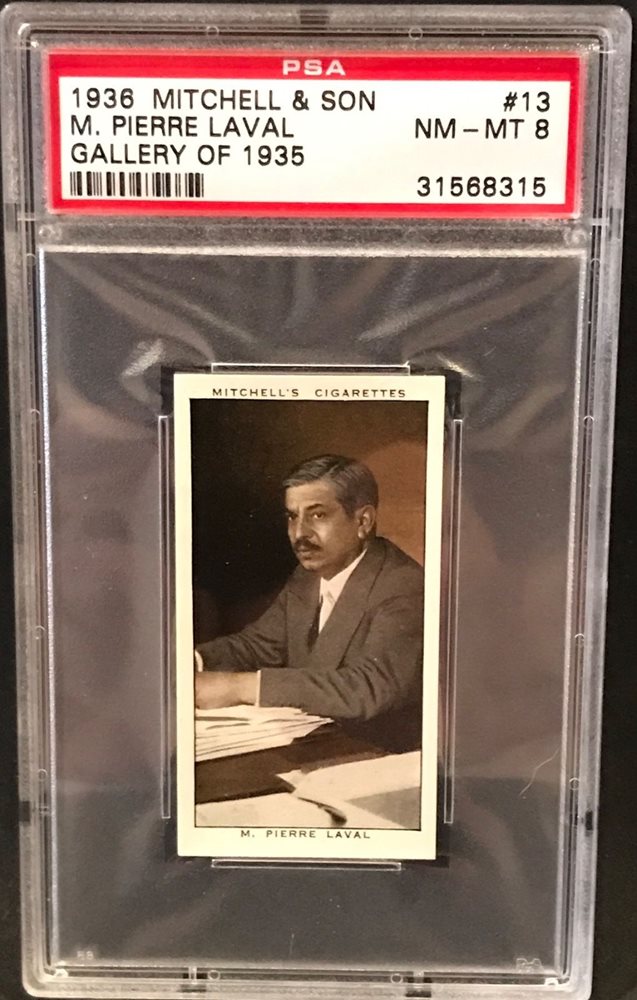 PSA
1936 MITCHELL & SON #13
M. PIERRE LAVAL NM - MT 8
GALLERY OF 1935
31568315
MITCHELL'S CIGARETTES
M. PIERRE LAVAL